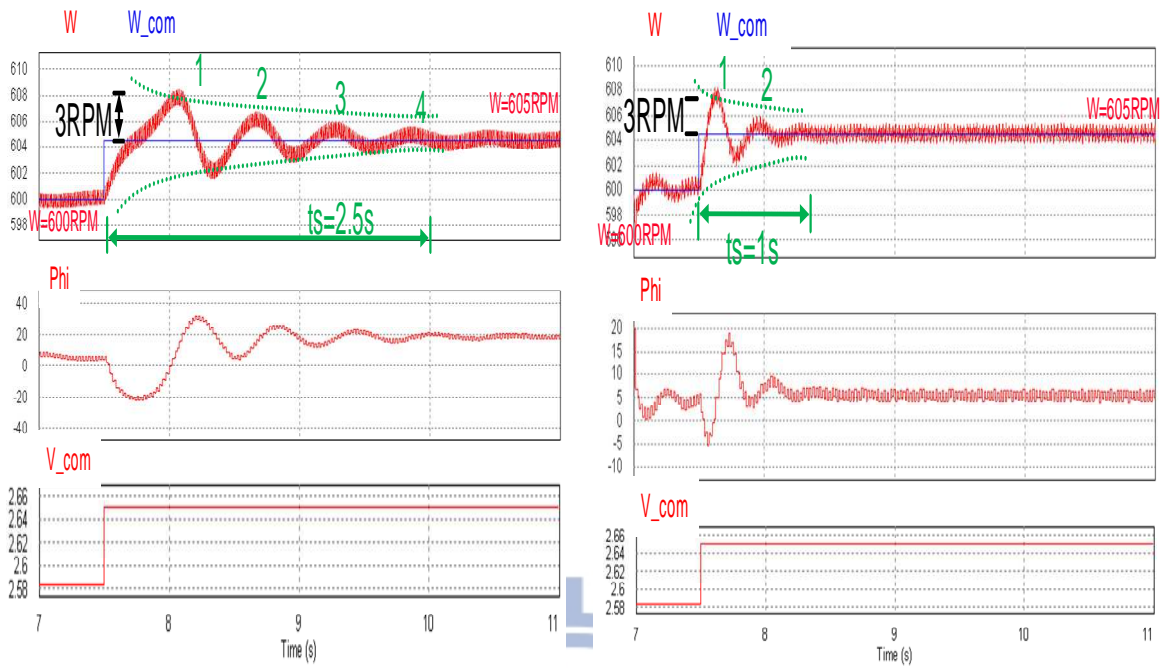 W W_com
610
608
606
604
602
600
598
3RPM
1 2 3 4
W=605RPM
W=600RPM
ts=2.5s
Phi
40
20
0
-20
-40
V_com
2.66
2.64
2.62
2.6
2.58
7 8 9 10 11
Time (s)
W W_com
610
608
606
604
602
600
598
3RPM
1 2
W=605RPM
W=600RPM
ts=1s
Phi
20
15
10
5
0
-5
-10
V_com
2.66
2.64
2.62
2.6
2.58
7 8 9 10 11
Time (s)
L